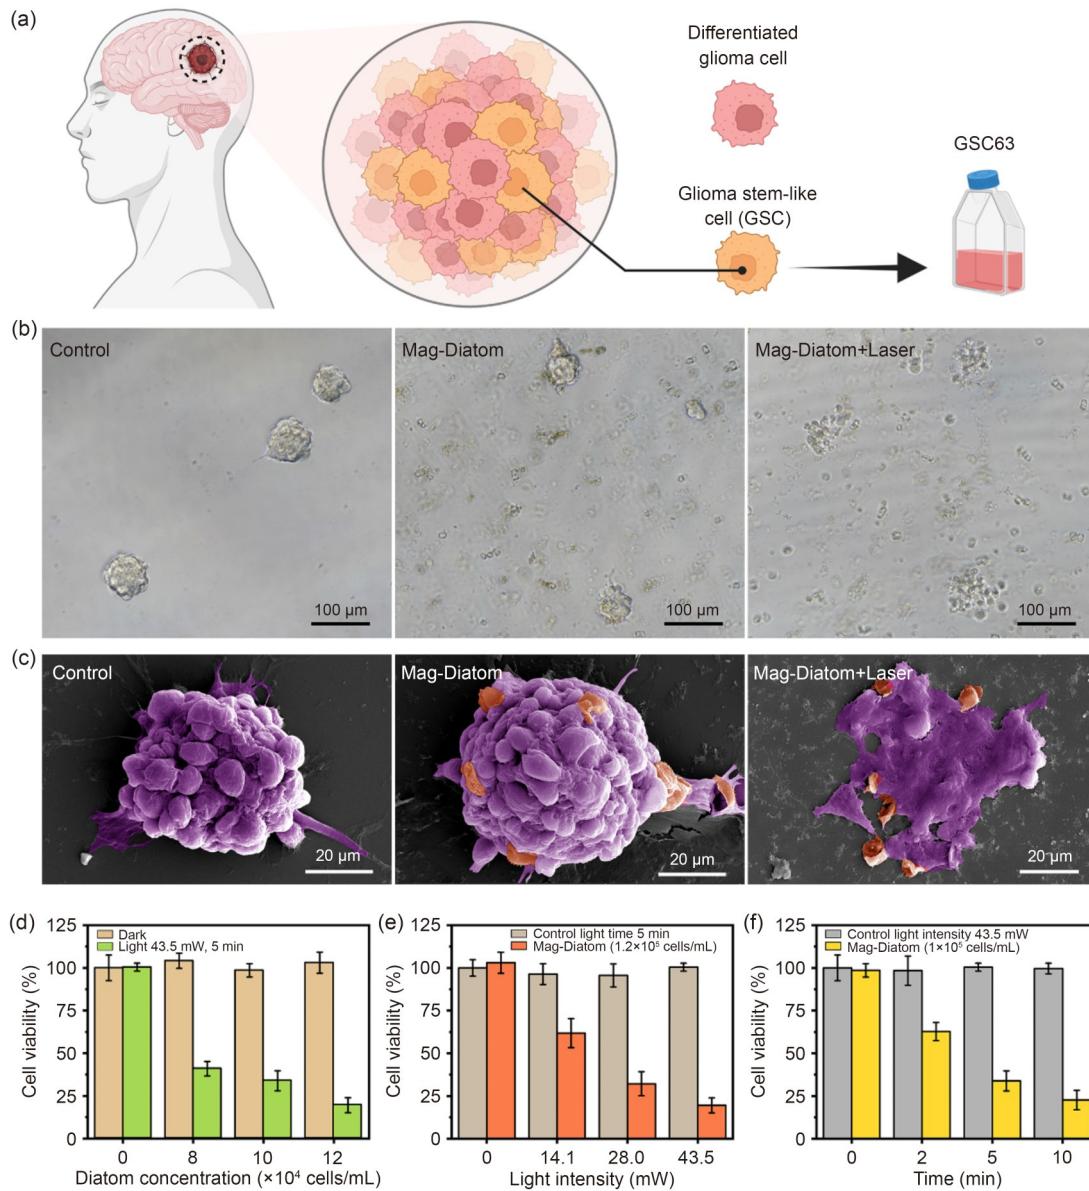 (a)
Differentiated
glioma cell
GSC63
Glioma stem-like
cell (GSC)
(b)
Control
Mag-Diatom
Mag-Diatom+Laser
100 μm
100 μm
100 μm
(c)
Control
Mag-Diatom
Mag-Diatom+Laser
20 μm
20 μm
20 μm
(d)
125
100
75
50
25
0
Cell viability (%)
Dark
Light 43.5 mW, 5 min
0
8
10
12
Diatom concentration (×10⁴ cells/mL)
(e)
125
100
75
50
25
0
Cell viability (%)
Control light time 5 min
Mag-Diatom (1.2×10⁵ cells/mL)
0
14.1
28.0
43.5
Light intensity (mW)
(f)
125
100
75
50
25
0
Cell viability (%)
Control light intensity 43.5 mW
Mag-Diatom (1×10⁵ cells/mL)
0
2
5
10
Time (min)